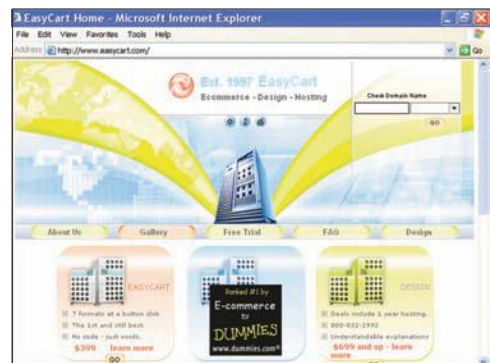 EasyCart Home - Microsoft Internet Explorer
File Edit View Favorites Tools Help
Address http://www.easycart.com/ Go
Est. 1997 EasyCart
Ecommerce - Design - Hosting
Check Domain Name
GO
About Us Gallery Free Trial FAQ Design
EASYCART
7 formats at a button click
The 1st and still best.
No code - just words.
$399 learn more
GO
Ranked #1 by
E-commerce
for
DUMMIES
www.dummies.com®
DESIGN
Deals include 1 year hosting.
800-832-2992
Understandable explanations
$699 and up - learn
more
GO